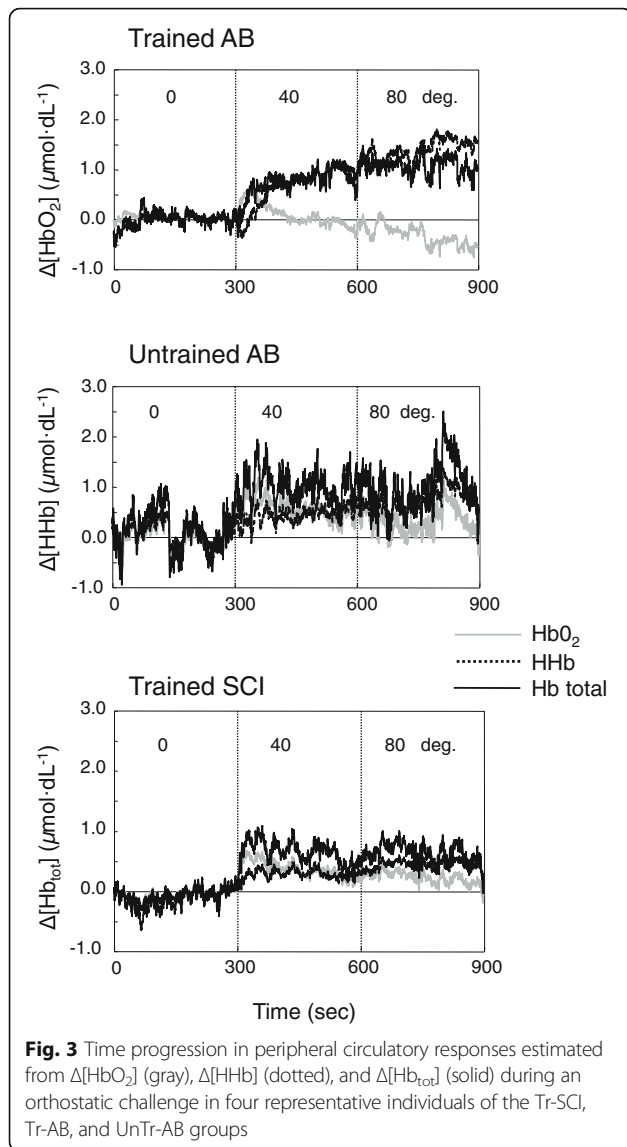 Trained AB
3.0
2.0
1.0
0.0
-1.0
Δ[HbO₂] (µmol·dL⁻¹)
0 40 80 deg.
0 300 600 900
Untrained AB
3.0
2.0
1.0
0.0
-1.0
Δ[HHb] (µmol·dL⁻¹)
0 40 80 deg.
0 300 600 900
Hb0₂
HHb
Hb total
Trained SCI
3.0
2.0
1.0
0.0
-1.0
Δ[Hbtot] (µmol·dL⁻¹)
0 40 80 deg.
0 300 600 900
Time (sec)
Fig. 3 Time progression in peripheral circulatory responses estimated
from Δ[HbO₂] (gray), Δ[HHb] (dotted), and Δ[Hbtot] (solid) during an
orthostatic challenge in four representative individuals of the Tr-SCI,
Tr-AB, and UnTr-AB groups